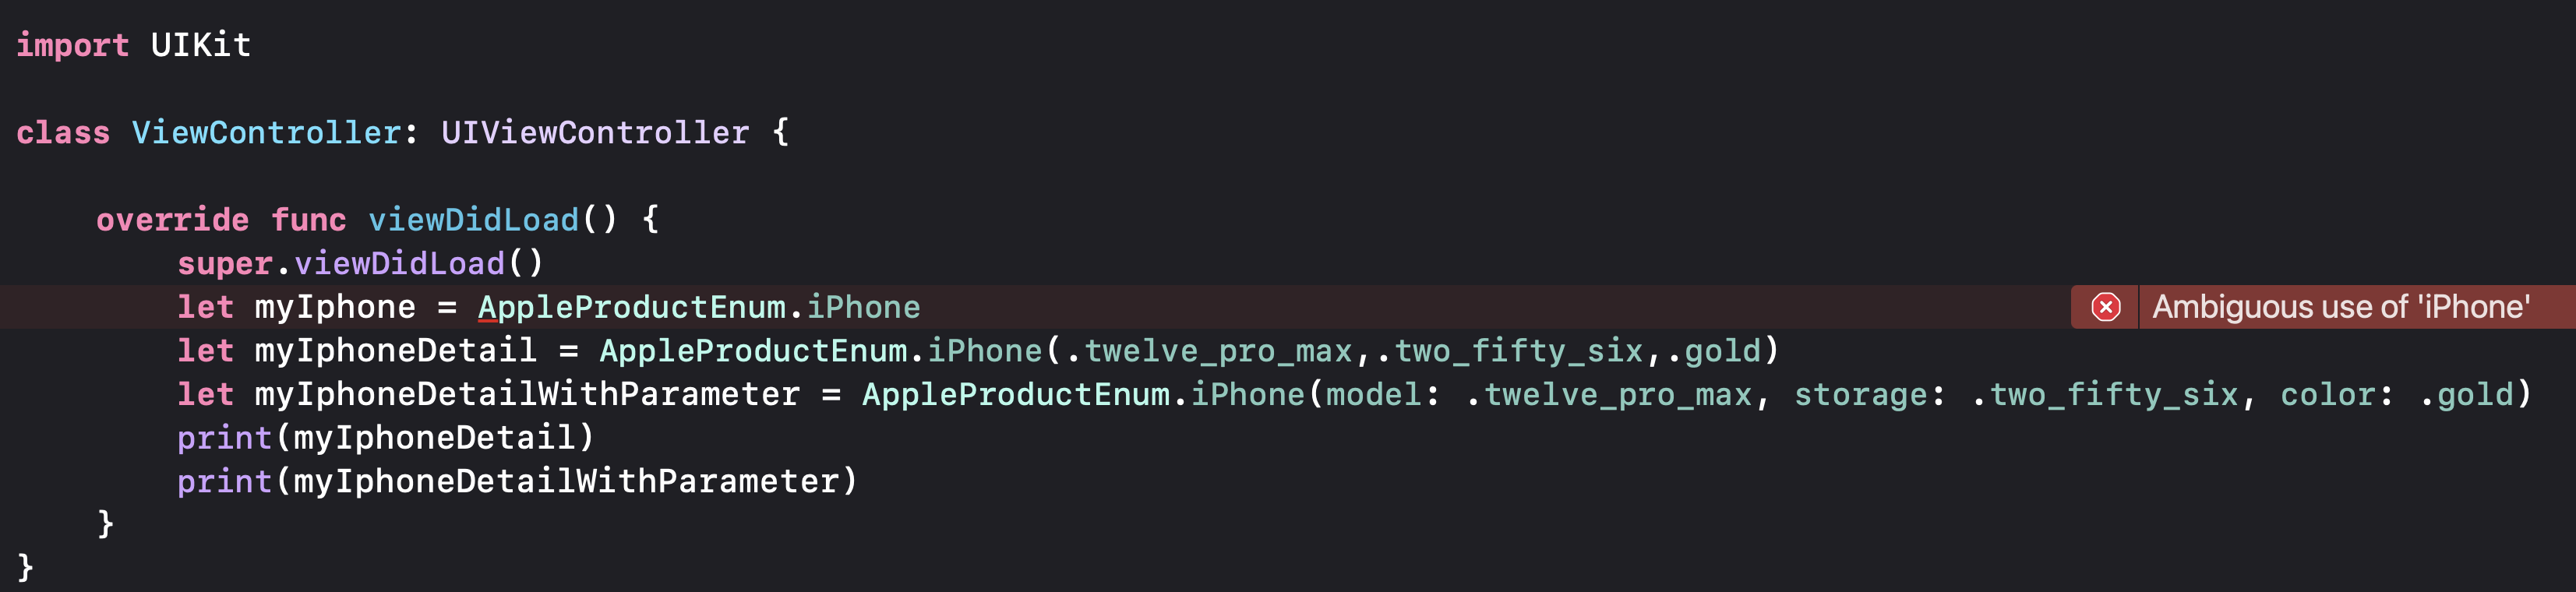 import UIKit
class ViewController: UIViewController {
override func viewDidLoad() {
super.viewDidLoad()
let myIphone = AppleProductEnum.iPhone Ambiguous use of 'iPhone'
let myIphoneDetail = AppleProductEnum.iPhone(.twelve_pro_max,.two_fifty_six,.gold)
let myIphoneDetailWithParameter = AppleProductEnum.iPhone(model: .twelve_pro_max, storage: .two_fifty_six, color: .gold)
print(myIphoneDetail)
print(myIphoneDetailWithParameter)
}
}